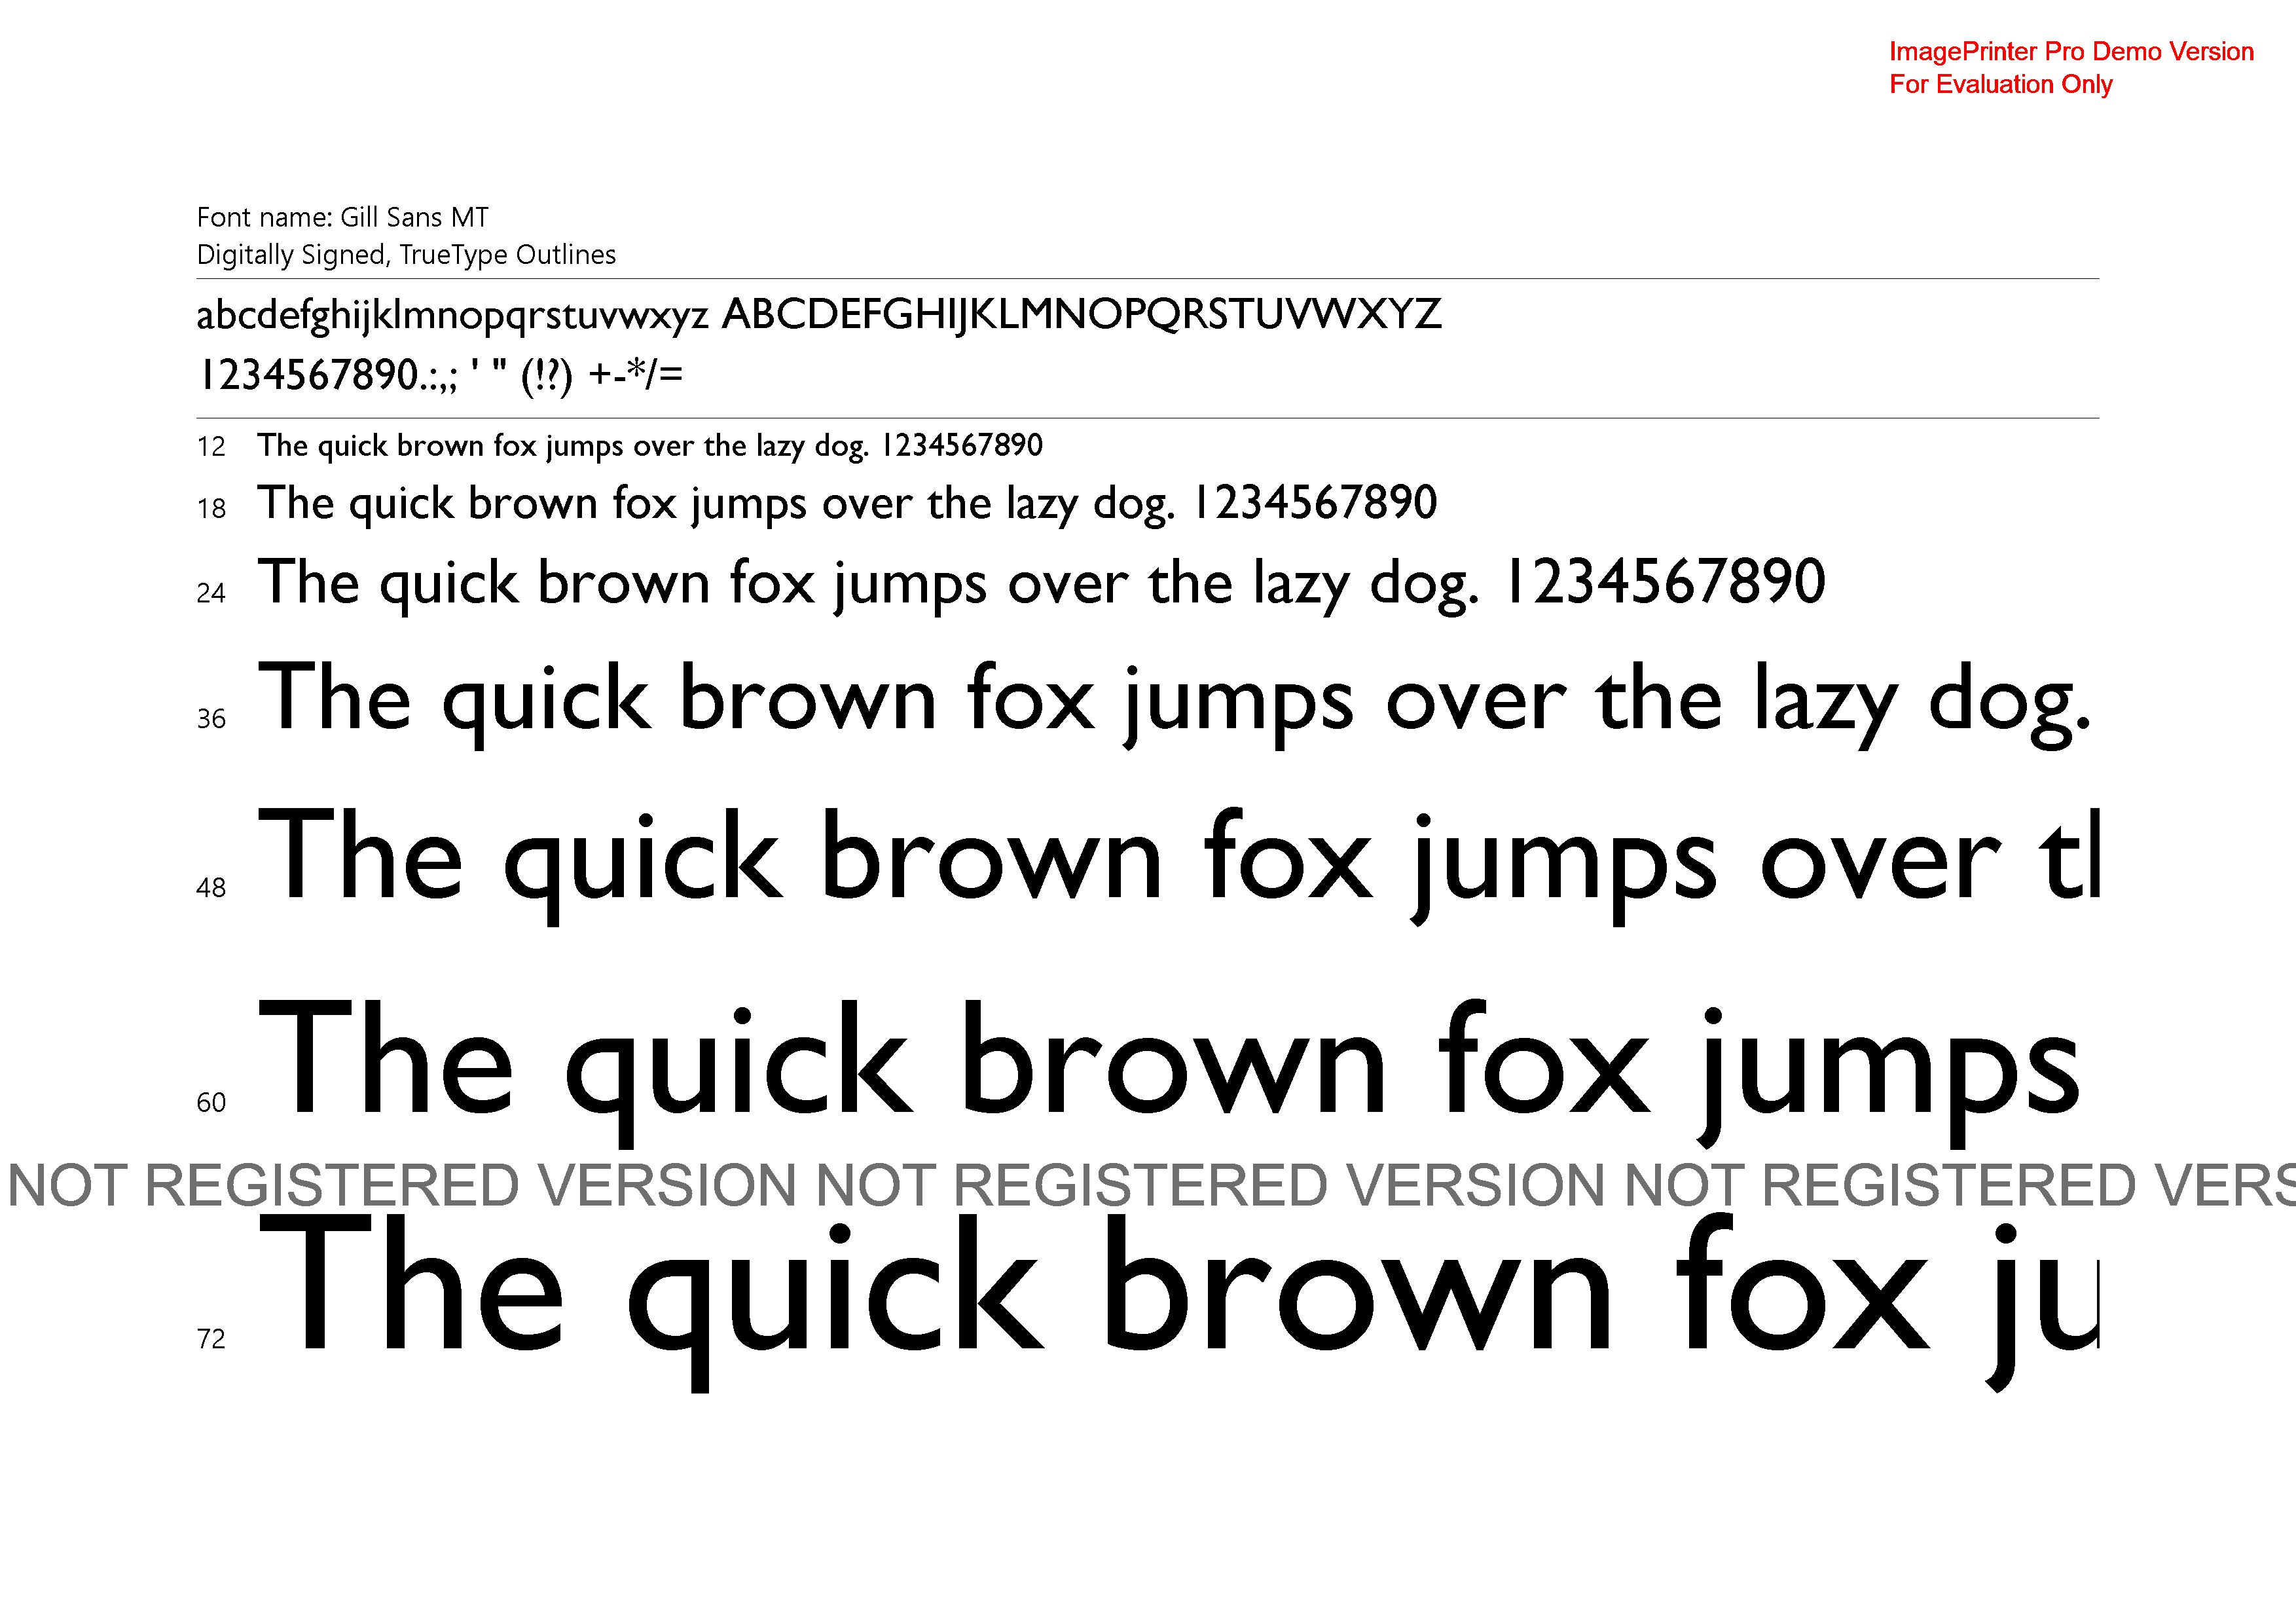 ImagePrinter Pro Demo Version
For Evaluation Only
Font name: Gill Sans MT
Digitally Signed, TrueType Outlines
abcdefghijklmnopqrstuvwxyz ABCDEFGHIJKLMNOPQRSTUVWXYZ
1234567890.:,; ' " (!?) +-*/=
12 The quick brown fox jumps over the lazy dog. 1234567890
18 The quick brown fox jumps over the lazy dog. 1234567890
24 The quick brown fox jumps over the lazy dog. 1234567890
36 The quick brown fox jumps over the lazy dog.
48 The quick brown fox jumps over
60 The quick brown fox jumps
NOT REGISTERED VERSION NOT REGISTERED VERSION NOT REGISTERED VERS
72 The quick brown fox ju